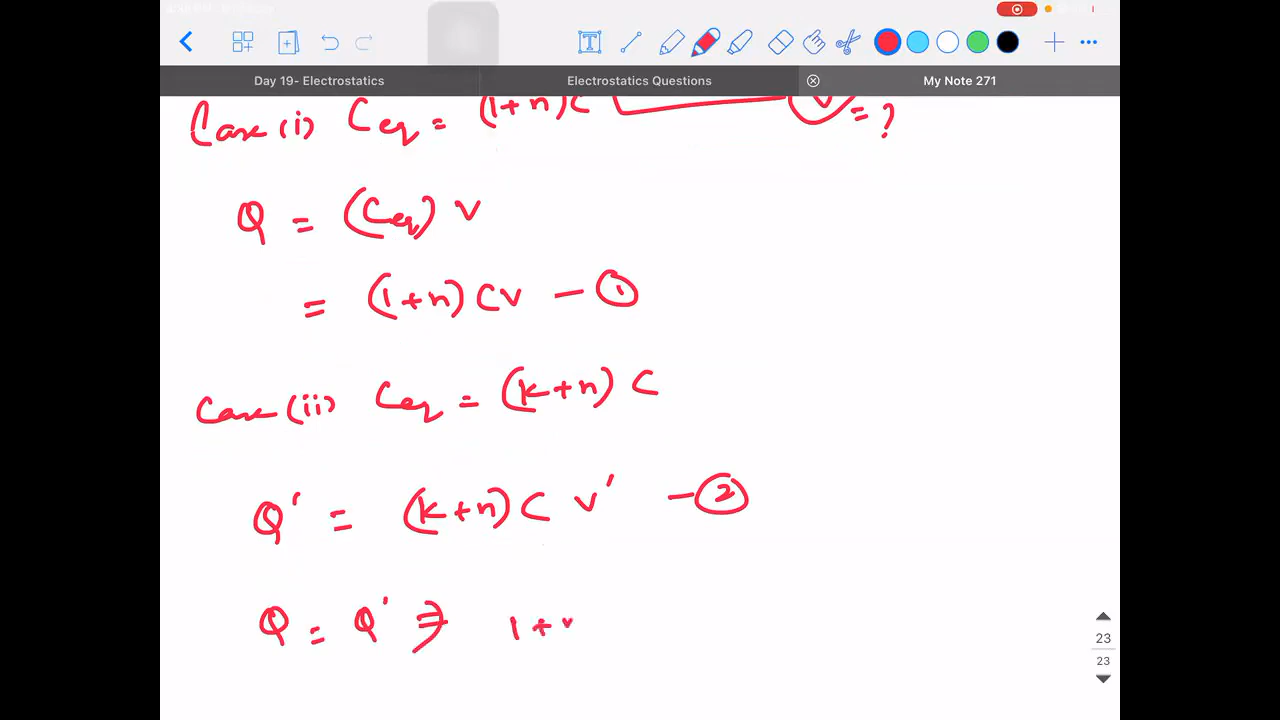 Day 19- Electrostatics
Electrostatics Questions
My Note 271
Case (i) Ceq = (1+n)C V = ?
Q = (Ceq) V
= (1+n) CV - ①
Case (ii) Ceq = (k+n) C
Q' = (k+n) C V' - ②
Q = Q' ⇒ 1+
23
23